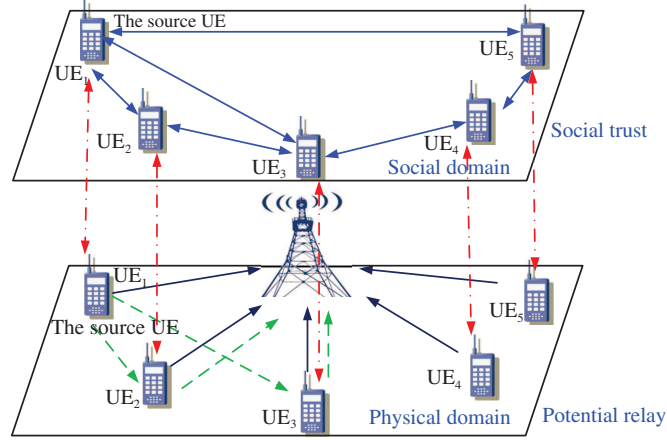 The source UE
UE1
UE5
UE2
UE4
UE3
Social trust
Social domain
UE1
The source UE
UE5
UE2
UE4
UE3
Physical domain
Potential relay